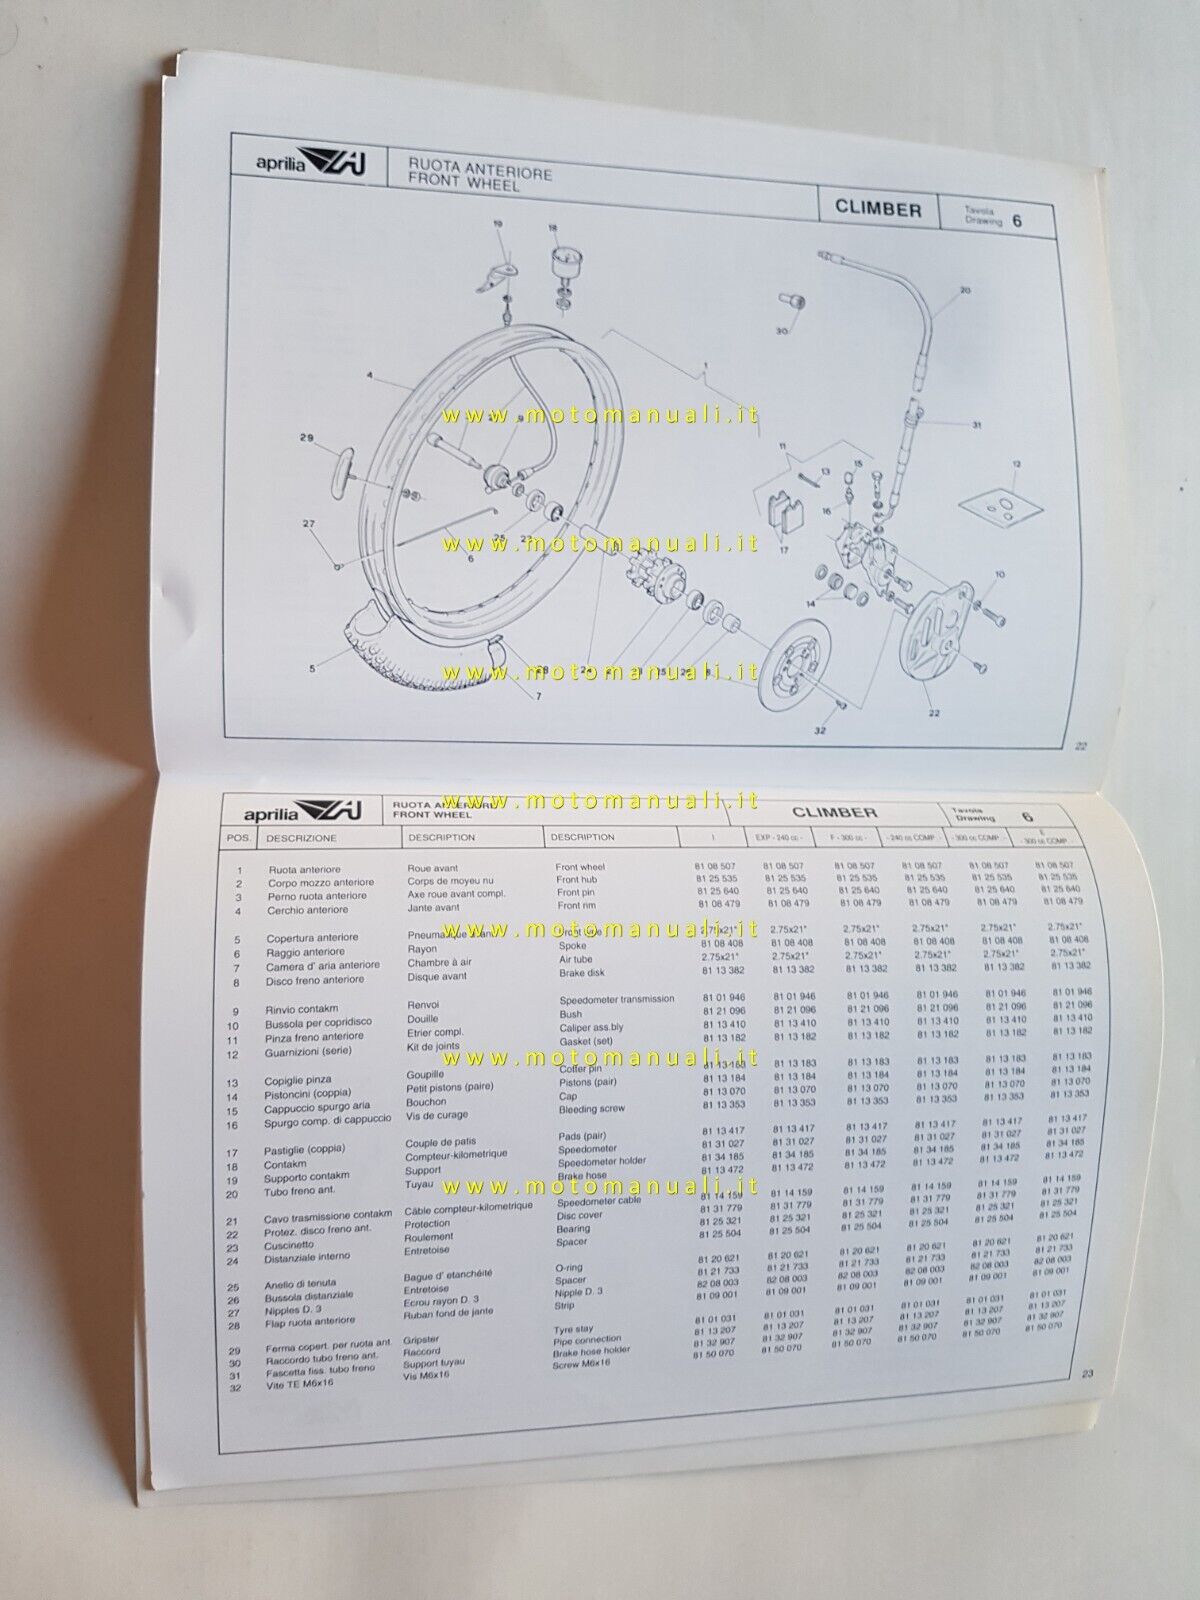 aprilia
RUOTA ANTERIORE
FRONT WHEEL
CLIMBER
Tavola
Drawing 6
www.motomanuali.it
www.motomanuali.it
www.motomanuali.it
22
aprilia
RUOTA ANTERIORE
FRONT WHEEL
CLIMBER
Tavola
Drawing 6
www.motomanuali.it
POS. DESCRIZIONE DESCRIPTION DESCRIPTION I EXP - 240 cc - F - 300 cc - - 240 cc COMP. - - 300 cc COMP. - E - 300 cc COMP. -
1 Ruota anteriore Roue avant Front wheel 81 08 507 81 08 507 81 08 507 81 08 507 81 08 507 81 08 507
2 Corpo mozzo anteriore Corps de moyeu nu Front hub 81 25 535 81 25 535 81 25 535 81 25 535 81 25 535 81 25 535
3 Perno ruota anteriore Axe roue avant compl. Front pin 81 25 640 81 25 640 81 25 640 81 25 640 81 25 640 81 25 640
4 Cerchio anteriore Jante avant Front rim 81 08 479 81 08 479 81 08 479 81 08 479 81 08 479 81 08 479
www.motomanuali.it
5 Copertura anteriore 2.75x21" 2.75x21" 2.75x21" 2.75x21" 2.75x21" 2.75x21"
6 Raggio anteriore Rayon Spoke 81 08 408 81 08 408 81 08 408 81 08 408 81 08 408 81 08 408
7 Camera d' aria anteriore Chambre à air Air tube 2.75x21" 2.75x21" 2.75x21" 2.75x21" 2.75x21" 2.75x21"
8 Disco freno anteriore Disque avant Brake disk 81 13 382 81 13 382 81 13 382 81 13 382 81 13 382 81 13 382
9 Rinvio contakm Renvoi Speedometer transmission 81 01 946 81 01 946 81 01 946 81 01 946 81 01 946 81 01 946
10 Bussola per copridisco Douille Bush 81 21 096 81 21 096 81 21 096 81 21 096 81 21 096 81 21 096
11 Pinza freno anteriore Etrier compl. Caliper ass.bly 81 13 410 81 13 410 81 13 410 81 13 410 81 13 410 81 13 410
12 Guarnizioni (serie) Kit de joints Gasket (set) 81 13 182 81 13 182 81 13 182 81 13 182 81 13 182 81 13 182
www.motomanuali.it
13 Copiglie pinza Goupille Cotter pin 81 13 183 81 13 183 81 13 183 81 13 183 81 13 183 81 13 183
14 Pistoncini (coppia) Petit pistons (paire) Pistons (pair) 81 13 184 81 13 184 81 13 184 81 13 184 81 13 184 81 13 184
15 Cappuccio spurgo aria Bouchon Cap 81 13 070 81 13 070 81 13 070 81 13 070 81 13 070 81 13 070
16 Spurgo comp. di cappuccio Vis de curage Bleeding screw 81 13 353 81 13 353 81 13 353 81 13 353 81 13 353 81 13 353
17 Pastiglie (coppia) Couple de patis Pads (pair) 81 13 417 81 13 417 81 13 417 81 13 417 81 13 417 81 13 417
18 Contakm Compteur-kilometrique Speedometer 81 31 027 81 31 027 81 31 027 81 31 027 81 31 027 81 31 027
19 Supporto contakm Support Speedometer holder 81 34 185 81 34 185 81 34 185 81 34 185 81 34 185 81 34 185
20 Tubo freno ant. Tuyau Brake hose 81 13 472 81 13 472 81 13 472 81 13 472 81 13 472 81 13 472
www.motomanuali.it
21 Cavo trasmissione contakm Câble compteur-kilometrique Speedometer cable 81 14 159 81 14 159 81 14 159 81 14 159 81 14 159 81 14 159
22 Protez. disco freno ant. Protection Disc cover 81 31 779 81 31 779 81 31 779 81 31 779 81 31 779 81 31 779
23 Cuscinetto Roulement Bearing 81 25 321 81 25 321 81 25 321 81 25 321 81 25 321 81 25 321
24 Distanziale interno Entretoise Spacer 81 25 504 81 25 504 81 25 504 81 25 504 81 25 504 81 25 504
25 Anello di tenuta Bague d' etanchéité O-ring 81 20 621 81 20 621 81 20 621 81 20 621 81 20 621 81 20 621
26 Bussola distanziale Entretoise Spacer 81 21 733 81 21 733 81 21 733 81 21 733 81 21 733 81 21 733
27 Nipples D. 3 Ecrou rayon D. 3 Nipple D. 3 82 08 003 82 08 003 82 08 003 82 08 003 82 08 003 82 08 003
28 Flap ruota anteriore Ruban fond de jante Strip 81 09 001 81 09 001 81 09 001 81 09 001 81 09 001 81 09 001
29 Ferma copert. per ruota ant. Gripster Tyre stay 81 01 031 81 01 031 81 01 031 81 01 031 81 01 031 81 01 031
30 Raccordo tubo freno ant. Raccord Pipe connection 81 13 207 81 13 207 81 13 207 81 13 207 81 13 207 81 13 207
31 Fascetta fiss. tubo freno Support tuyau Brake hose holder 81 32 907 81 32 907 81 32 907 81 32 907 81 32 907 81 32 907
32 Vite TE M6x16 Vis M6x16 Screw M6x16 81 50 070 81 50 070 81 50 070 81 50 070 81 50 070 81 50 070
23